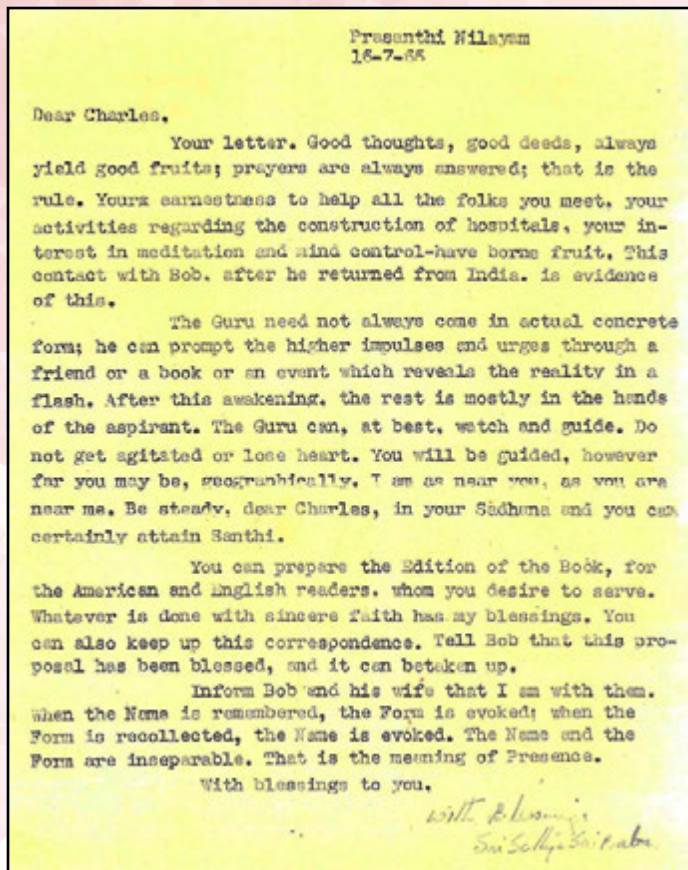 Prasanthi Nilayam
16-7-66
Dear Charles.
Your letter. Good thoughts, good deeds, always
yield good fruits; prayers are always answered; that is the
rule. Yours earnestness to help all the folks you meet, your
activities regarding the construction of hospitals, your in-
terest in meditation and mind control-have borne fruit. This
contact with Bob. after he returned from India. is evidence
of this.
The Guru need not always come in actual concrete
form; he can prompt the higher impulses and urges through a
friend or a book or an event which reveals the reality in a
flash. After this awakening. the rest is mostly in the hands
of the aspirant. The Guru can, at best, watch and guide. Do
not get agitated or lose heart. You will be guided, however
far you may be, geographically. I am as near you, as you are
near me. Be steady, dear Charles, in your Sadhana and you can
certainly attain Santhi.
You can prepare the Edition of the Book, for
the American and English readers. whom you desire to serve.
Whatever is done with sincere faith has my blessings. You
can also keep up this correspondence. Tell Bob that this pro-
posal has been blessed, and it can betaken up.
Inform Bob and his wife that I am with them.
When the Name is remembered, the Form is evoked; when the
Form is recollected, the Name is evoked. The Name and the
Form are inseparable. That is the meaning of Presence.
With blessings to you.
With Blessings
Sri Sathya Sai Baba